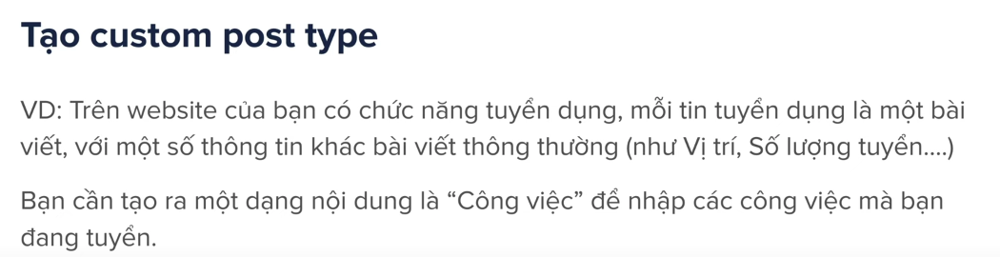 Tạo custom post type
VD: Trên website của bạn có chức năng tuyển dụng, mỗi tin tuyển dụng là một bài
viết, với một số thông tin khác bài viết thông thường (như Vị trí, Số lượng tuyển....)
Bạn cần tạo ra một dạng nội dung là “Công việc” để nhập các công việc mà bạn
đang tuyển.